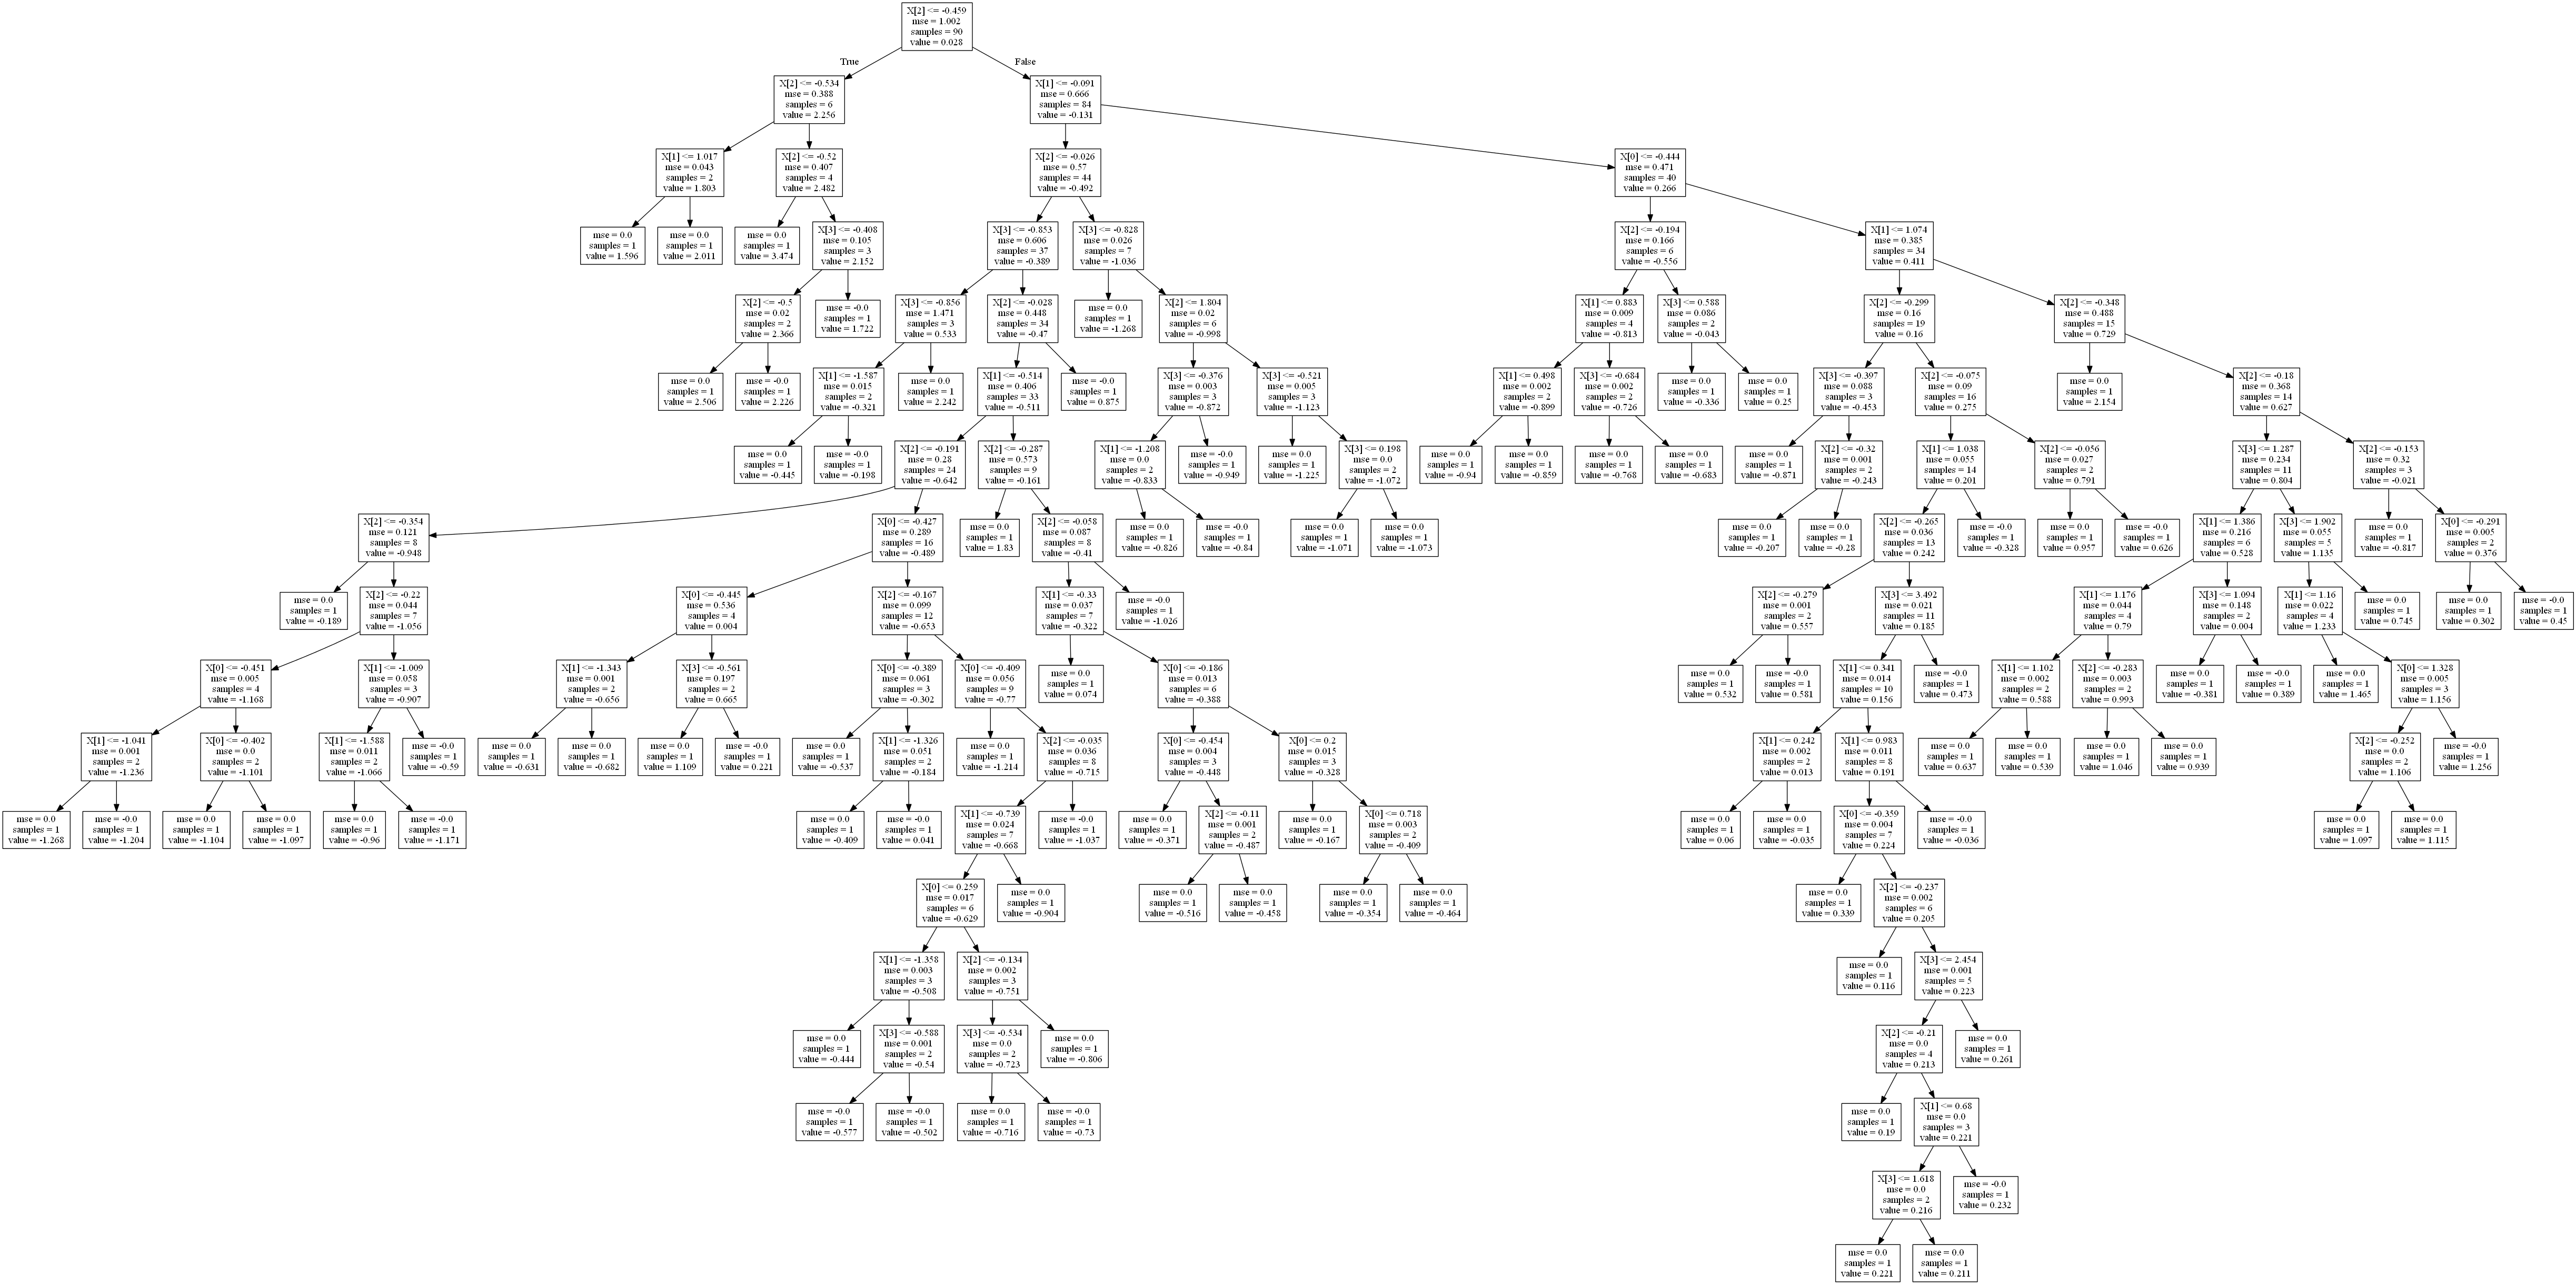 X[2] <= -0.459
mse = 1.002
samples = 90
value = 0.028
True
False
X[2] <= -0.534
mse = 0.388
samples = 6
value = 2.256
X[1] <= -0.091
mse = 0.666
samples = 84
value = -0.131
X[1] <= 1.017
mse = 0.043
samples = 2
value = 1.803
X[2] <= -0.52
mse = 0.407
samples = 4
value = 2.482
X[2] <= -0.026
mse = 0.57
samples = 44
value = -0.492
X[0] <= -0.444
mse = 0.471
samples = 40
value = 0.266
mse = 0.0
samples = 1
value = 1.596
mse = 0.0
samples = 1
value = 2.011
mse = 0.0
samples = 1
value = 3.474
X[3] <= -0.408
mse = 0.105
samples = 3
value = 2.152
X[3] <= -0.853
mse = 0.606
samples = 37
value = -0.389
X[3] <= -0.828
mse = 0.026
samples = 7
value = -1.036
X[2] <= -0.194
mse = 0.166
samples = 6
value = -0.556
X[1] <= 1.074
mse = 0.385
samples = 34
value = 0.411
X[2] <= -0.5
mse = 0.02
samples = 2
value = 2.366
mse = -0.0
samples = 1
value = 1.722
X[3] <= -0.856
mse = 1.471
samples = 3
value = 0.533
X[2] <= -0.028
mse = 0.448
samples = 34
value = -0.47
mse = 0.0
samples = 1
value = -1.268
X[2] <= 1.804
mse = 0.02
samples = 6
value = -0.998
X[1] <= 0.883
mse = 0.009
samples = 4
value = -0.813
X[3] <= 0.588
mse = 0.086
samples = 2
value = -0.043
X[2] <= -0.299
mse = 0.16
samples = 19
value = 0.16
X[2] <= -0.348
mse = 0.488
samples = 15
value = 0.729
mse = 0.0
samples = 1
value = 2.506
mse = -0.0
samples = 1
value = 2.226
X[1] <= -1.587
mse = 0.015
samples = 2
value = -0.321
mse = 0.0
samples = 1
value = 2.242
X[1] <= -0.514
mse = 0.406
samples = 33
value = -0.511
mse = -0.0
samples = 1
value = 0.875
X[3] <= -0.376
mse = 0.003
samples = 3
value = -0.872
X[3] <= -0.521
mse = 0.005
samples = 3
value = -1.123
X[1] <= 0.498
mse = 0.002
samples = 2
value = -0.899
X[3] <= -0.684
mse = 0.002
samples = 2
value = -0.726
mse = 0.0
samples = 1
value = -0.336
mse = 0.0
samples = 1
value = 0.25
X[3] <= -0.397
mse = 0.088
samples = 3
value = -0.453
X[2] <= -0.075
mse = 0.09
samples = 16
value = 0.275
mse = 0.0
samples = 1
value = 2.154
X[2] <= -0.18
mse = 0.368
samples = 14
value = 0.627
mse = 0.0
samples = 1
value = -0.445
mse = -0.0
samples = 1
value = -0.198
X[2] <= -0.191
mse = 0.28
samples = 24
value = -0.642
X[2] <= -0.287
mse = 0.573
samples = 9
value = -0.161
X[1] <= -1.208
mse = 0.0
samples = 2
value = -0.833
mse = -0.0
samples = 1
value = -0.949
mse = 0.0
samples = 1
value = -1.225
X[3] <= 0.198
mse = 0.0
samples = 2
value = -1.072
mse = 0.0
samples = 1
value = -0.94
mse = 0.0
samples = 1
value = -0.859
mse = 0.0
samples = 1
value = -0.768
mse = 0.0
samples = 1
value = -0.683
mse = 0.0
samples = 1
value = -0.871
X[2] <= -0.32
mse = 0.001
samples = 2
value = -0.243
X[1] <= 1.038
mse = 0.055
samples = 14
value = 0.201
X[2] <= -0.056
mse = 0.027
samples = 2
value = 0.791
X[3] <= 1.287
mse = 0.234
samples = 11
value = 0.804
X[2] <= -0.153
mse = 0.32
samples = 3
value = -0.021
X[2] <= -0.354
mse = 0.121
samples = 8
value = -0.948
X[0] <= -0.427
mse = 0.289
samples = 16
value = -0.489
mse = 0.0
samples = 1
value = 1.83
X[2] <= -0.058
mse = 0.087
samples = 8
value = -0.41
mse = 0.0
samples = 1
value = -0.826
mse = -0.0
samples = 1
value = -0.84
mse = 0.0
samples = 1
value = -1.071
mse = 0.0
samples = 1
value = -1.073
mse = 0.0
samples = 1
value = -0.207
mse = 0.0
samples = 1
value = -0.28
X[2] <= -0.265
mse = 0.036
samples = 13
value = 0.242
mse = -0.0
samples = 1
value = -0.328
mse = 0.0
samples = 1
value = 0.957
mse = -0.0
samples = 1
value = 0.626
X[1] <= 1.386
mse = 0.216
samples = 6
value = 0.528
X[3] <= 1.902
mse = 0.055
samples = 5
value = 1.135
mse = 0.0
samples = 1
value = -0.817
X[0] <= -0.291
mse = 0.005
samples = 2
value = 0.376
mse = 0.0
samples = 1
value = -0.189
X[2] <= -0.22
mse = 0.044
samples = 7
value = -1.056
X[0] <= -0.445
mse = 0.536
samples = 4
value = 0.004
X[2] <= -0.167
mse = 0.099
samples = 12
value = -0.653
X[1] <= -0.33
mse = 0.037
samples = 7
value = -0.322
mse = -0.0
samples = 1
value = -1.026
X[2] <= -0.279
mse = 0.001
samples = 2
value = 0.557
X[3] <= 3.492
mse = 0.021
samples = 11
value = 0.185
X[1] <= 1.176
mse = 0.044
samples = 4
value = 0.79
X[3] <= 1.094
mse = 0.148
samples = 2
value = 0.004
X[1] <= 1.16
mse = 0.022
samples = 4
value = 1.233
mse = 0.0
samples = 1
value = 0.745
mse = 0.0
samples = 1
value = 0.302
mse = -0.0
samples = 1
value = 0.45
X[0] <= -0.451
mse = 0.005
samples = 4
value = -1.168
X[1] <= -1.009
mse = 0.058
samples = 3
value = -0.907
X[1] <= -1.343
mse = 0.001
samples = 2
value = -0.656
X[3] <= -0.561
mse = 0.197
samples = 2
value = 0.665
X[0] <= -0.389
mse = 0.061
samples = 3
value = -0.302
X[0] <= -0.409
mse = 0.056
samples = 9
value = -0.77
mse = 0.0
samples = 1
value = 0.074
X[0] <= -0.186
mse = 0.013
samples = 6
value = -0.388
mse = 0.0
samples = 1
value = 0.532
mse = -0.0
samples = 1
value = 0.581
X[1] <= 0.341
mse = 0.014
samples = 10
value = 0.156
mse = -0.0
samples = 1
value = 0.473
X[1] <= 1.102
mse = 0.002
samples = 2
value = 0.588
X[2] <= -0.283
mse = 0.003
samples = 2
value = 0.993
mse = 0.0
samples = 1
value = -0.381
mse = -0.0
samples = 1
value = 0.389
mse = 0.0
samples = 1
value = 1.465
X[0] <= 1.328
mse = 0.005
samples = 3
value = 1.156
X[1] <= -1.041
mse = 0.001
samples = 2
value = -1.236
X[0] <= -0.402
mse = 0.0
samples = 2
value = -1.101
X[1] <= -1.588
mse = 0.011
samples = 2
value = -1.066
mse = -0.0
samples = 1
value = -0.59
mse = 0.0
samples = 1
value = -0.631
mse = 0.0
samples = 1
value = -0.682
mse = 0.0
samples = 1
value = 1.109
mse = -0.0
samples = 1
value = 0.221
mse = 0.0
samples = 1
value = -0.537
X[1] <= -1.326
mse = 0.051
samples = 2
value = -0.184
mse = 0.0
samples = 1
value = -1.214
X[2] <= -0.035
mse = 0.036
samples = 8
value = -0.715
X[0] <= -0.454
mse = 0.004
samples = 3
value = -0.448
X[0] <= 0.2
mse = 0.015
samples = 3
value = -0.328
X[1] <= 0.242
mse = 0.002
samples = 2
value = 0.013
X[1] <= 0.983
mse = 0.011
samples = 8
value = 0.191
mse = 0.0
samples = 1
value = 0.637
mse = 0.0
samples = 1
value = 0.539
mse = 0.0
samples = 1
value = 1.046
mse = 0.0
samples = 1
value = 0.939
X[2] <= -0.252
mse = 0.0
samples = 2
value = 1.106
mse = -0.0
samples = 1
value = 1.256
mse = 0.0
samples = 1
value = -1.268
mse = -0.0
samples = 1
value = -1.204
mse = 0.0
samples = 1
value = -1.104
mse = 0.0
samples = 1
value = -1.097
mse = 0.0
samples = 1
value = -0.96
mse = -0.0
samples = 1
value = -1.171
mse = 0.0
samples = 1
value = -0.409
mse = -0.0
samples = 1
value = 0.041
X[1] <= -0.739
mse = 0.024
samples = 7
value = -0.668
mse = -0.0
samples = 1
value = -1.037
mse = 0.0
samples = 1
value = -0.371
X[2] <= -0.11
mse = 0.001
samples = 2
value = -0.487
mse = 0.0
samples = 1
value = -0.167
X[0] <= 0.718
mse = 0.003
samples = 2
value = -0.409
mse = 0.0
samples = 1
value = 0.06
mse = 0.0
samples = 1
value = -0.035
X[0] <= -0.359
mse = 0.004
samples = 7
value = 0.224
mse = -0.0
samples = 1
value = -0.036
mse = 0.0
samples = 1
value = 1.097
mse = 0.0
samples = 1
value = 1.115
X[0] <= 0.259
mse = 0.017
samples = 6
value = -0.629
mse = 0.0
samples = 1
value = -0.904
mse = 0.0
samples = 1
value = -0.516
mse = 0.0
samples = 1
value = -0.458
mse = 0.0
samples = 1
value = -0.354
mse = 0.0
samples = 1
value = -0.464
mse = 0.0
samples = 1
value = 0.339
X[2] <= -0.237
mse = 0.002
samples = 6
value = 0.205
X[1] <= -1.358
mse = 0.003
samples = 3
value = -0.508
X[2] <= -0.134
mse = 0.002
samples = 3
value = -0.751
mse = 0.0
samples = 1
value = 0.116
X[3] <= 2.454
mse = 0.001
samples = 5
value = 0.223
mse = 0.0
samples = 1
value = -0.444
X[3] <= -0.588
mse = 0.001
samples = 2
value = -0.54
X[3] <= -0.534
mse = 0.0
samples = 2
value = -0.723
mse = 0.0
samples = 1
value = -0.806
X[2] <= -0.21
mse = 0.0
samples = 4
value = 0.213
mse = 0.0
samples = 1
value = 0.261
mse = -0.0
samples = 1
value = -0.577
mse = -0.0
samples = 1
value = -0.502
mse = 0.0
samples = 1
value = -0.716
mse = -0.0
samples = 1
value = -0.73
mse = 0.0
samples = 1
value = 0.19
X[1] <= 0.68
mse = 0.0
samples = 3
value = 0.221
X[3] <= 1.618
mse = 0.0
samples = 2
value = 0.216
mse = -0.0
samples = 1
value = 0.232
mse = 0.0
samples = 1
value = 0.221
mse = 0.0
samples = 1
value = 0.211